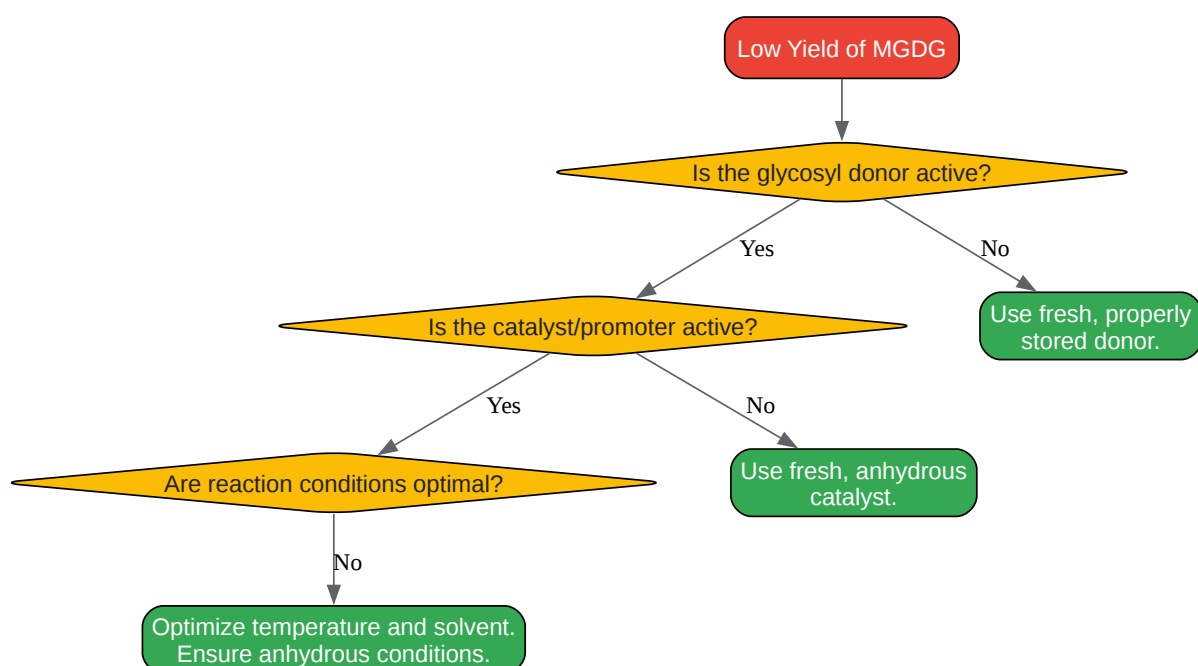 Low Yield of MGDG
Is the glycosyl donor active?
Yes
No
Is the catalyst/promoter active?
Use fresh, properly
stored donor.
Yes
No
Are reaction conditions optimal?
Use fresh, anhydrous
catalyst.
No
Optimize temperature and solvent.
Ensure anhydrous conditions.